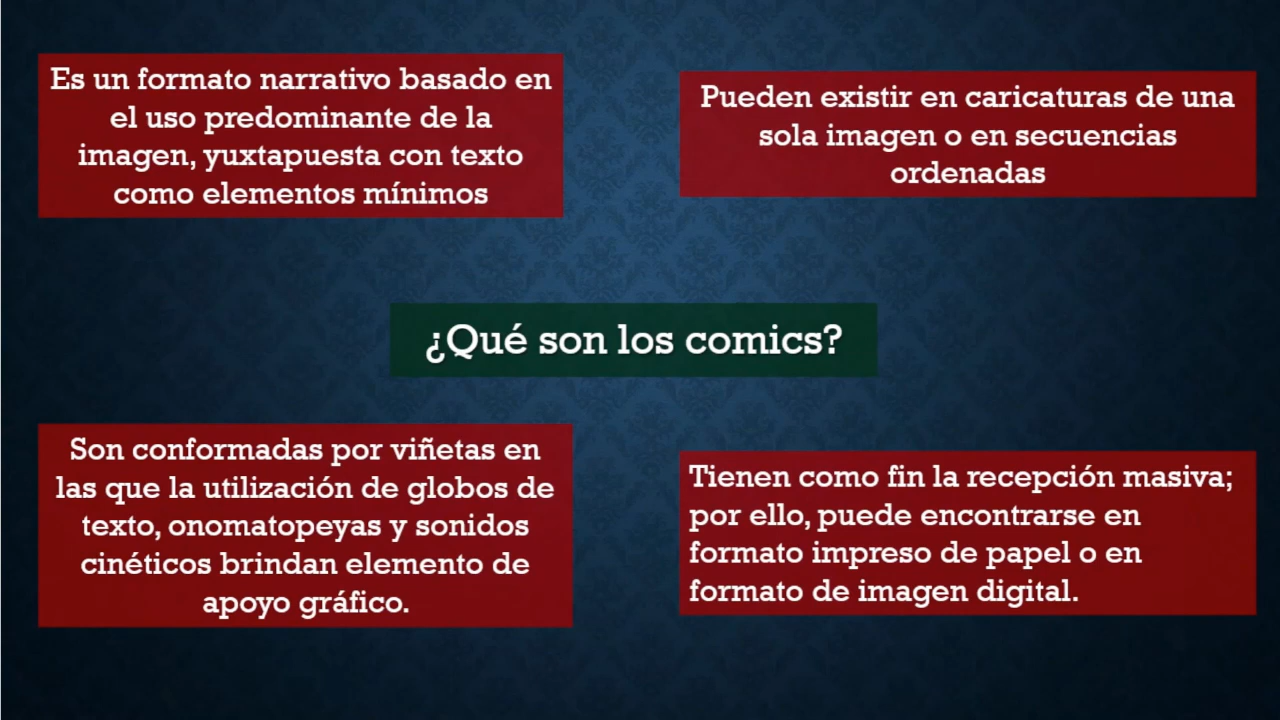 Es un formato narrativo basado en
el uso predominante de la
imagen, yuxtapuesta con texto
como elementos mínimos
Pueden existir en caricaturas de una
sola imagen o en secuencias
ordenadas
¿Qué son los comics?
Son conformadas por viñetas en
las que la utilización de globos de
texto, onomatopeyas y sonidos
cinéticos brindan elemento de
apoyo gráfico.
Tienen como fin la recepción masiva;
por ello, puede encontrarse en
formato impreso de papel o en
formato de imagen digital.